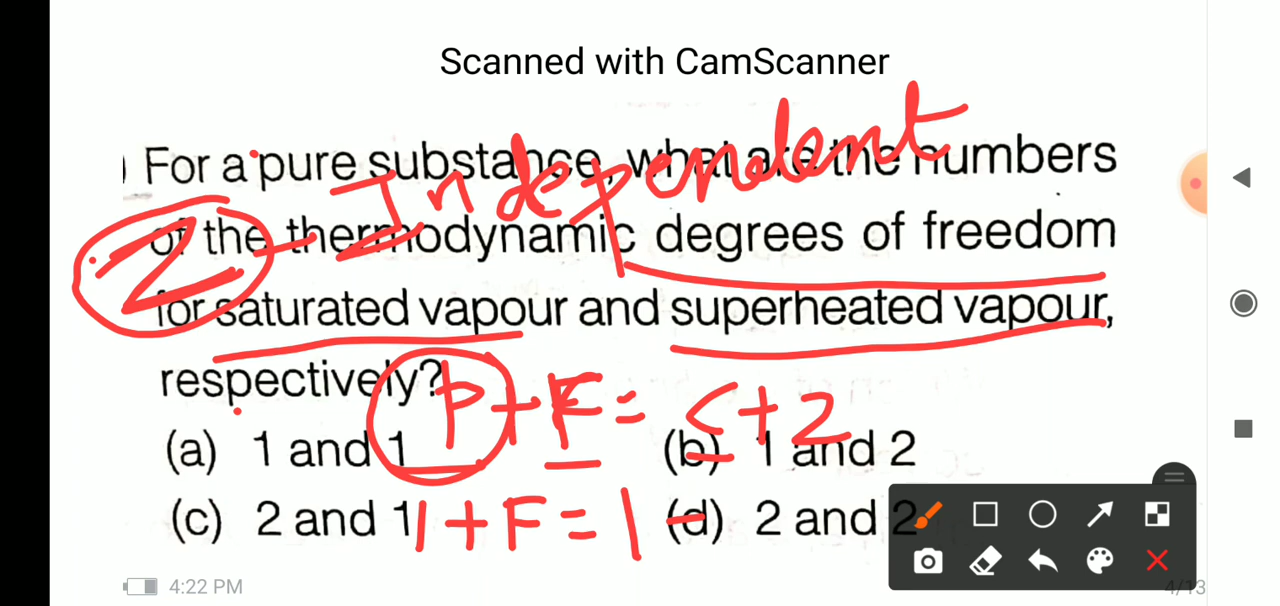 Scanned with CamScanner
Independent
) For a pure substance, what are the numbers
of the thermodynamic degrees of freedom
2
for saturated vapour and superheated vapour,
respectively?
P + F = C + 2
(a) 1 and 1 (b) 1 and 2
(c) 2 and 1 (d) 2 and 2
1 + F = 1 -
4:22 PM
4/13